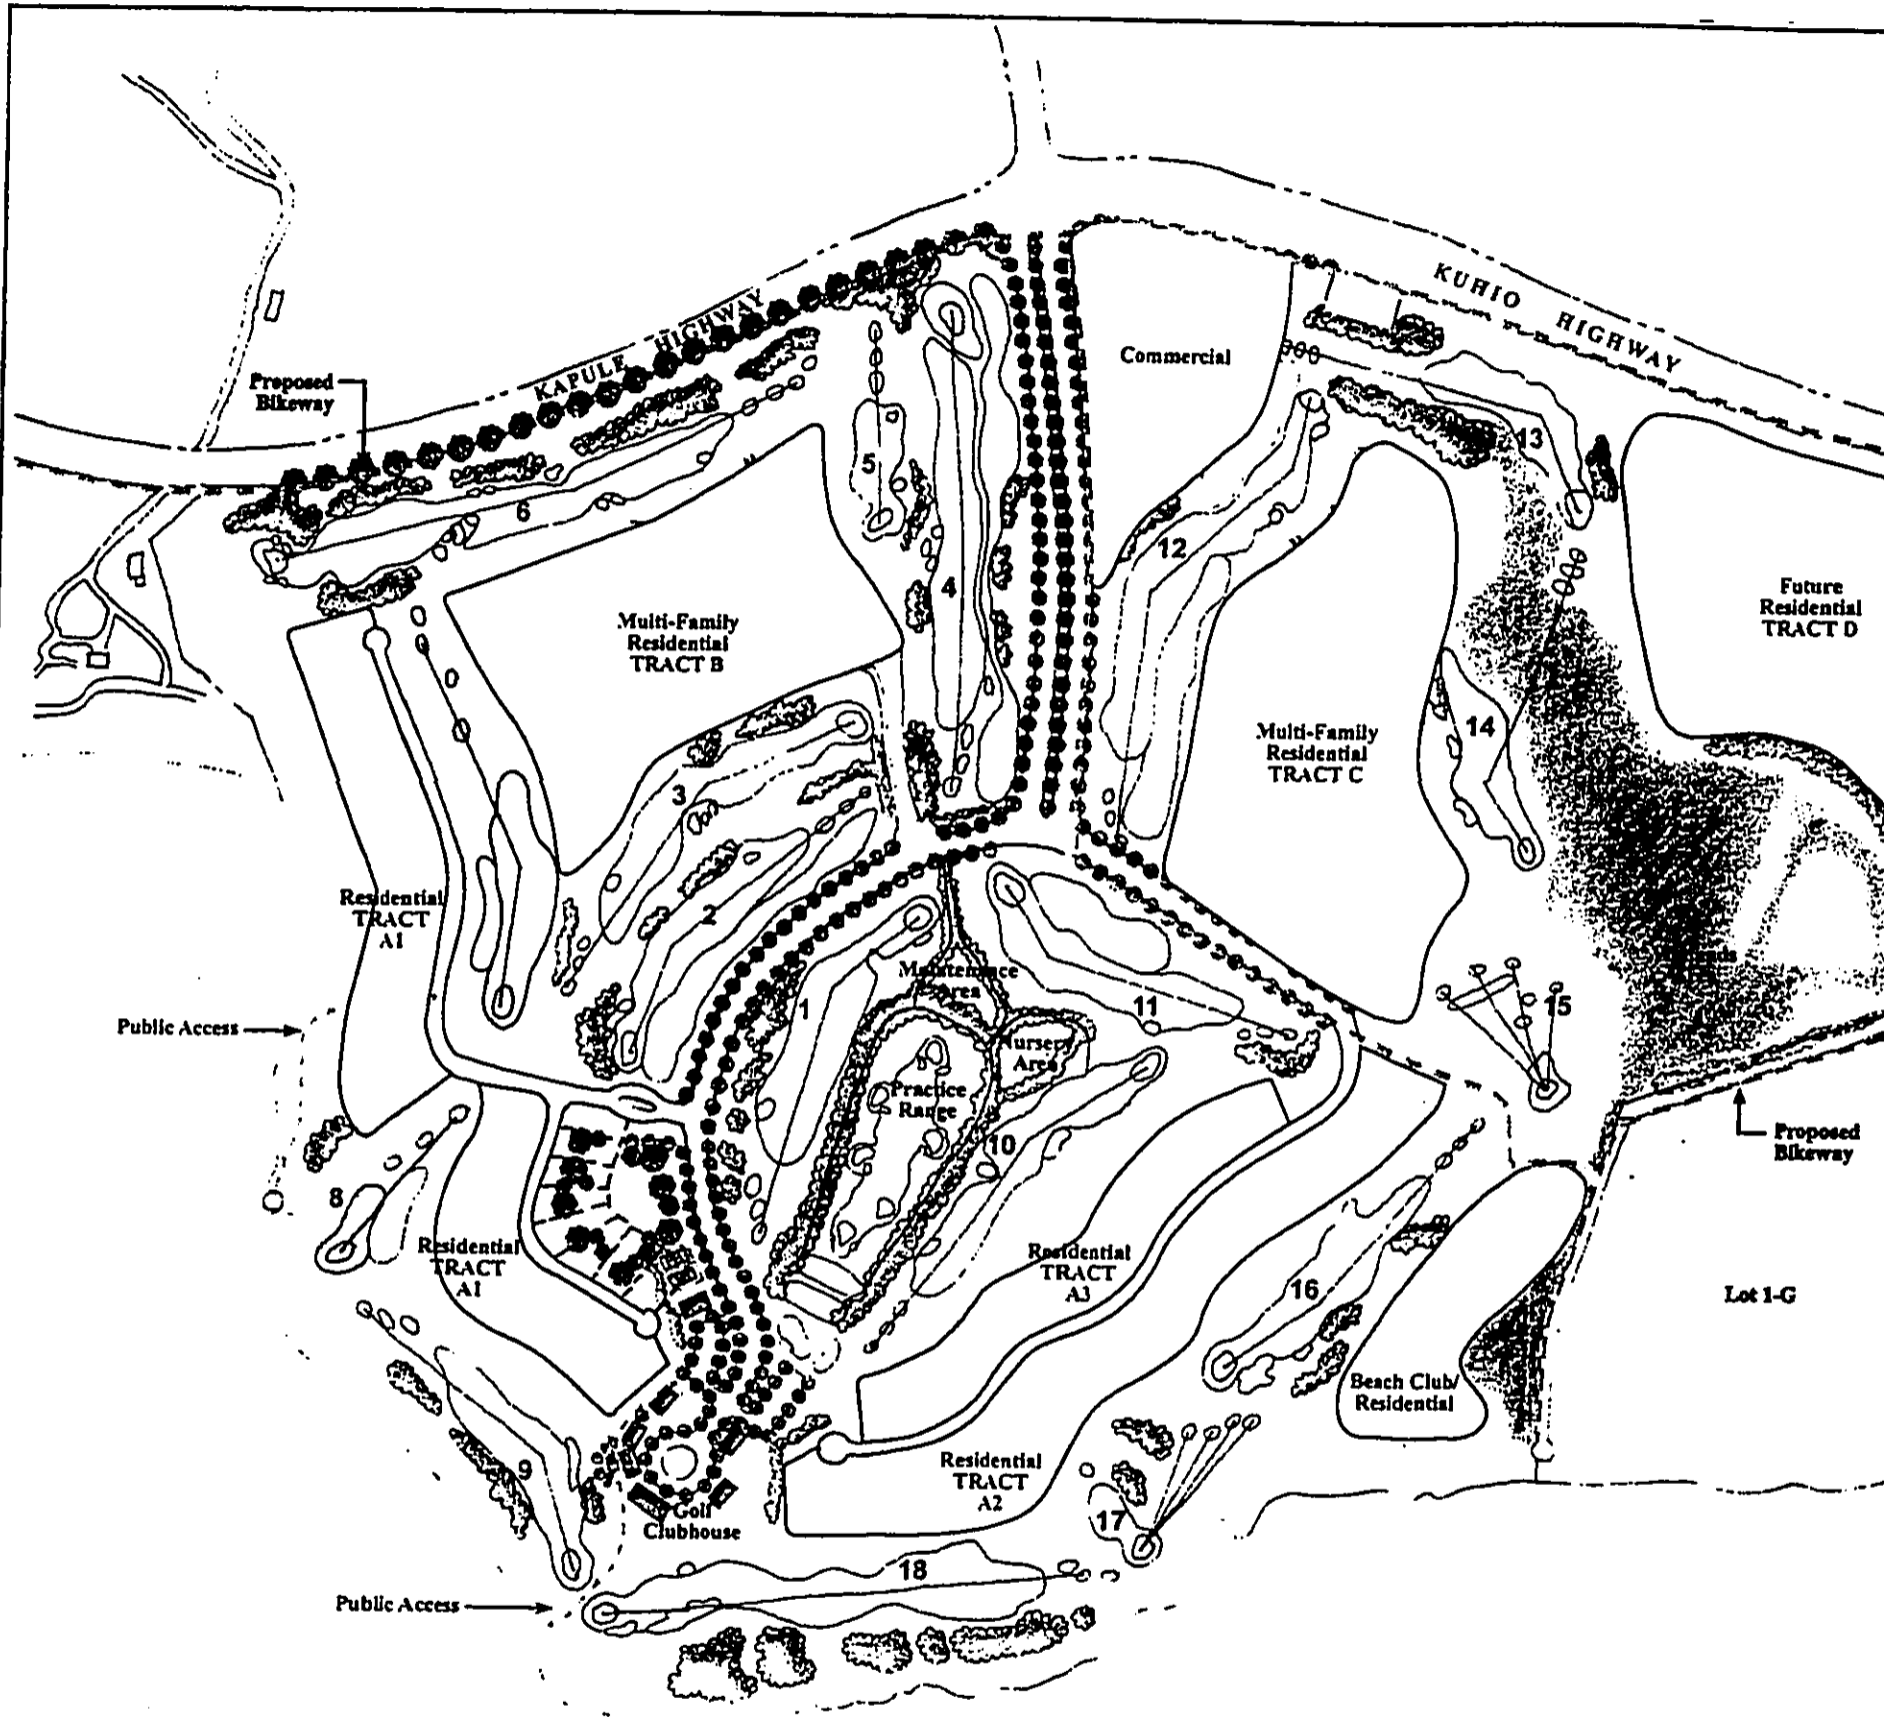 KUHIO HIGHWAY
KAPULE HIGHWAY
Proposed
Bikeway
Commercial
13
5
6
12
4
Future
Residential
TRACT D
Multi-Family
Residential
TRACT B
14
Multi-Family
Residential
TRACT C
3
2
Residential
TRACT
A1
Maintenance
Area
1
11
15
Public Access
Nursery
Area
Practice
Range
10
Proposed
Bikeway
8
Residential
TRACT
A1
Residential
TRACT
A3
16
Lot 1-G
Beach Club/
Residential
9
Residential
TRACT
A2
Golf
Clubhouse
17
18
Public Access